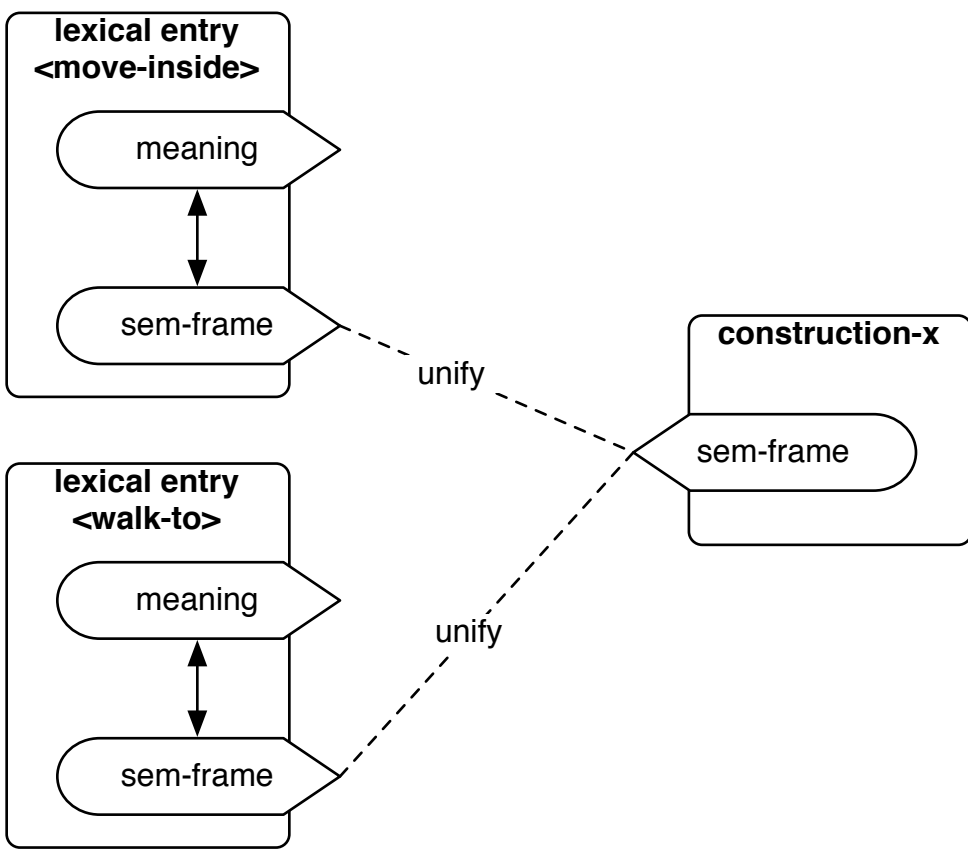 lexical entry
<move-inside>
meaning
sem-frame
unify
construction-x
sem-frame
lexical entry
<walk-to>
meaning
unify
sem-frame